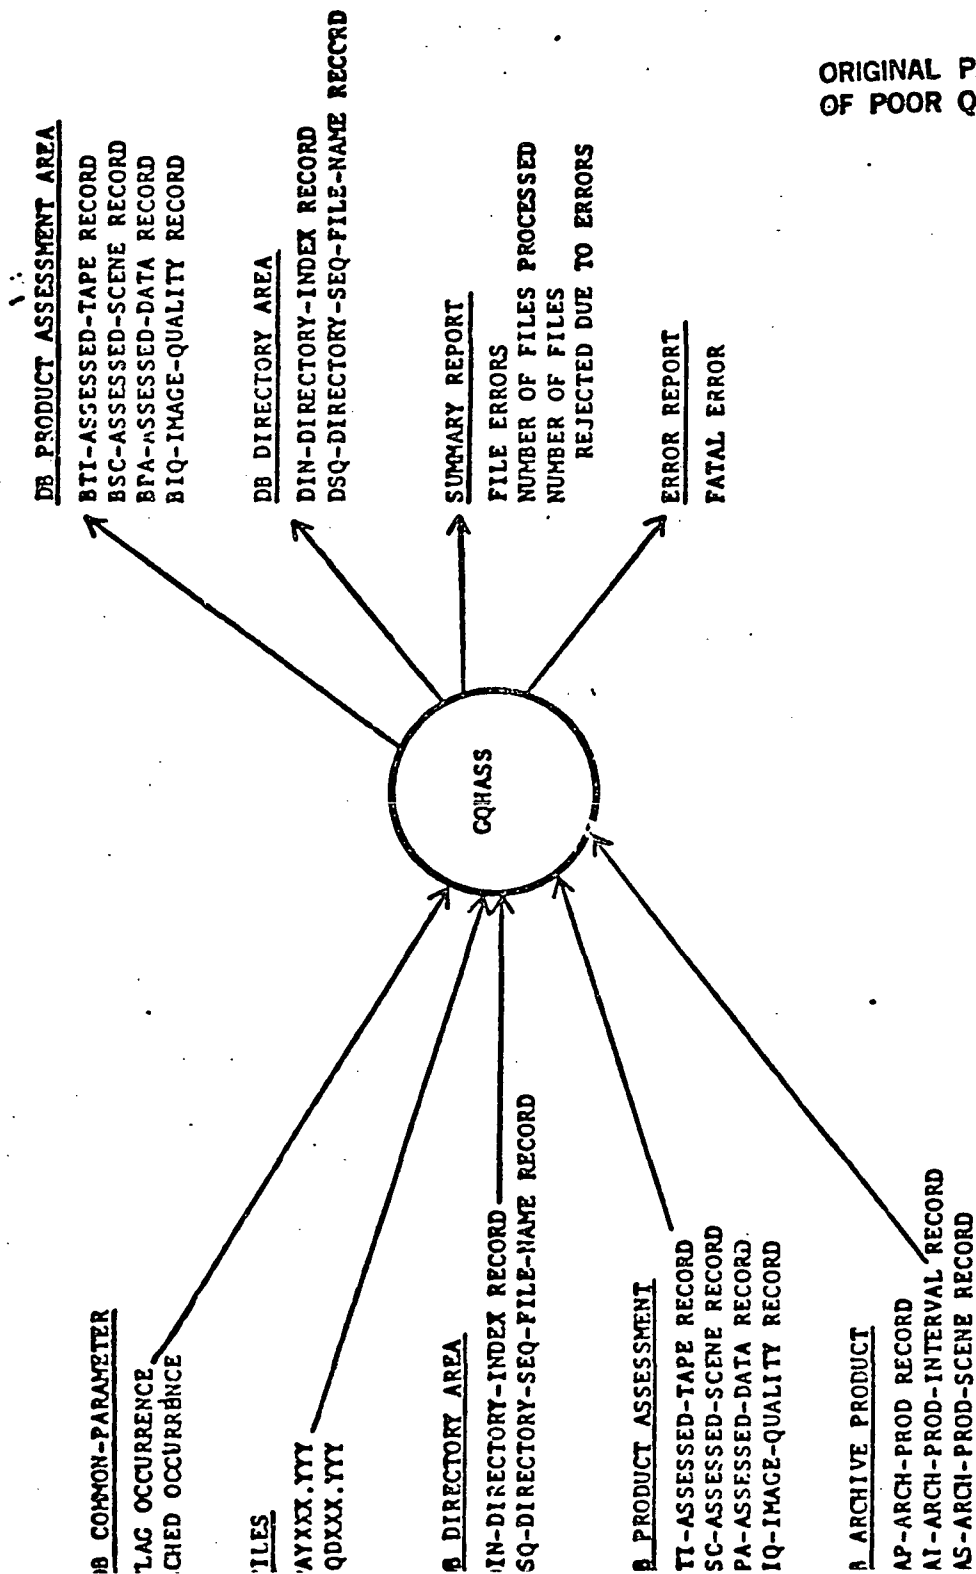 ORIGINAL P
OF POOR Q
DB COMMON-PARAMETER
LAG OCCURRENCE
CHED OCCURRENCE
ILES
AYXXX.YYY
QDXXX.YYY
B DIRECTORY AREA
IN-DIRECTORY-INDEX RECORD
SQ-DIRECTORY-SEQ-FILE-NAME RECORD
B PRODUCT ASSESSMENT
TI-ASSESSED-TAPE RECORD
SC-ASSESSED-SCENE RECORD
PA-ASSESSED-DATA RECORD
IQ-IMAGE-QUALITY RECORD
B ARCHIVE PRODUCT
AP-ARCH-PROD RECORD
AI-ARCH-PROD-INTERVAL RECORD
AS-ARCH-PROD-SCENE RECORD
GQHASS
DB PRODUCT ASSESSMENT AREA
BTI-ASSESSED-TAPE RECORD
BSC-ASSESSED-SCENE RECORD
BPA-ASSESSED-DATA RECORD
BIQ-IMAGE-QUALITY RECORD
DB DIRECTORY AREA
DIN-DIRECTORY-INDEX RECORD
DSQ-DIRECTORY-SEQ-FILE-NAME RECORD
SUMMARY REPORT
FILE ERRORS
NUMBER OF FILES PROCESSED
NUMBER OF FILES
REJECTED DUE TO ERRORS
ERROR REPORT
FATAL ERROR